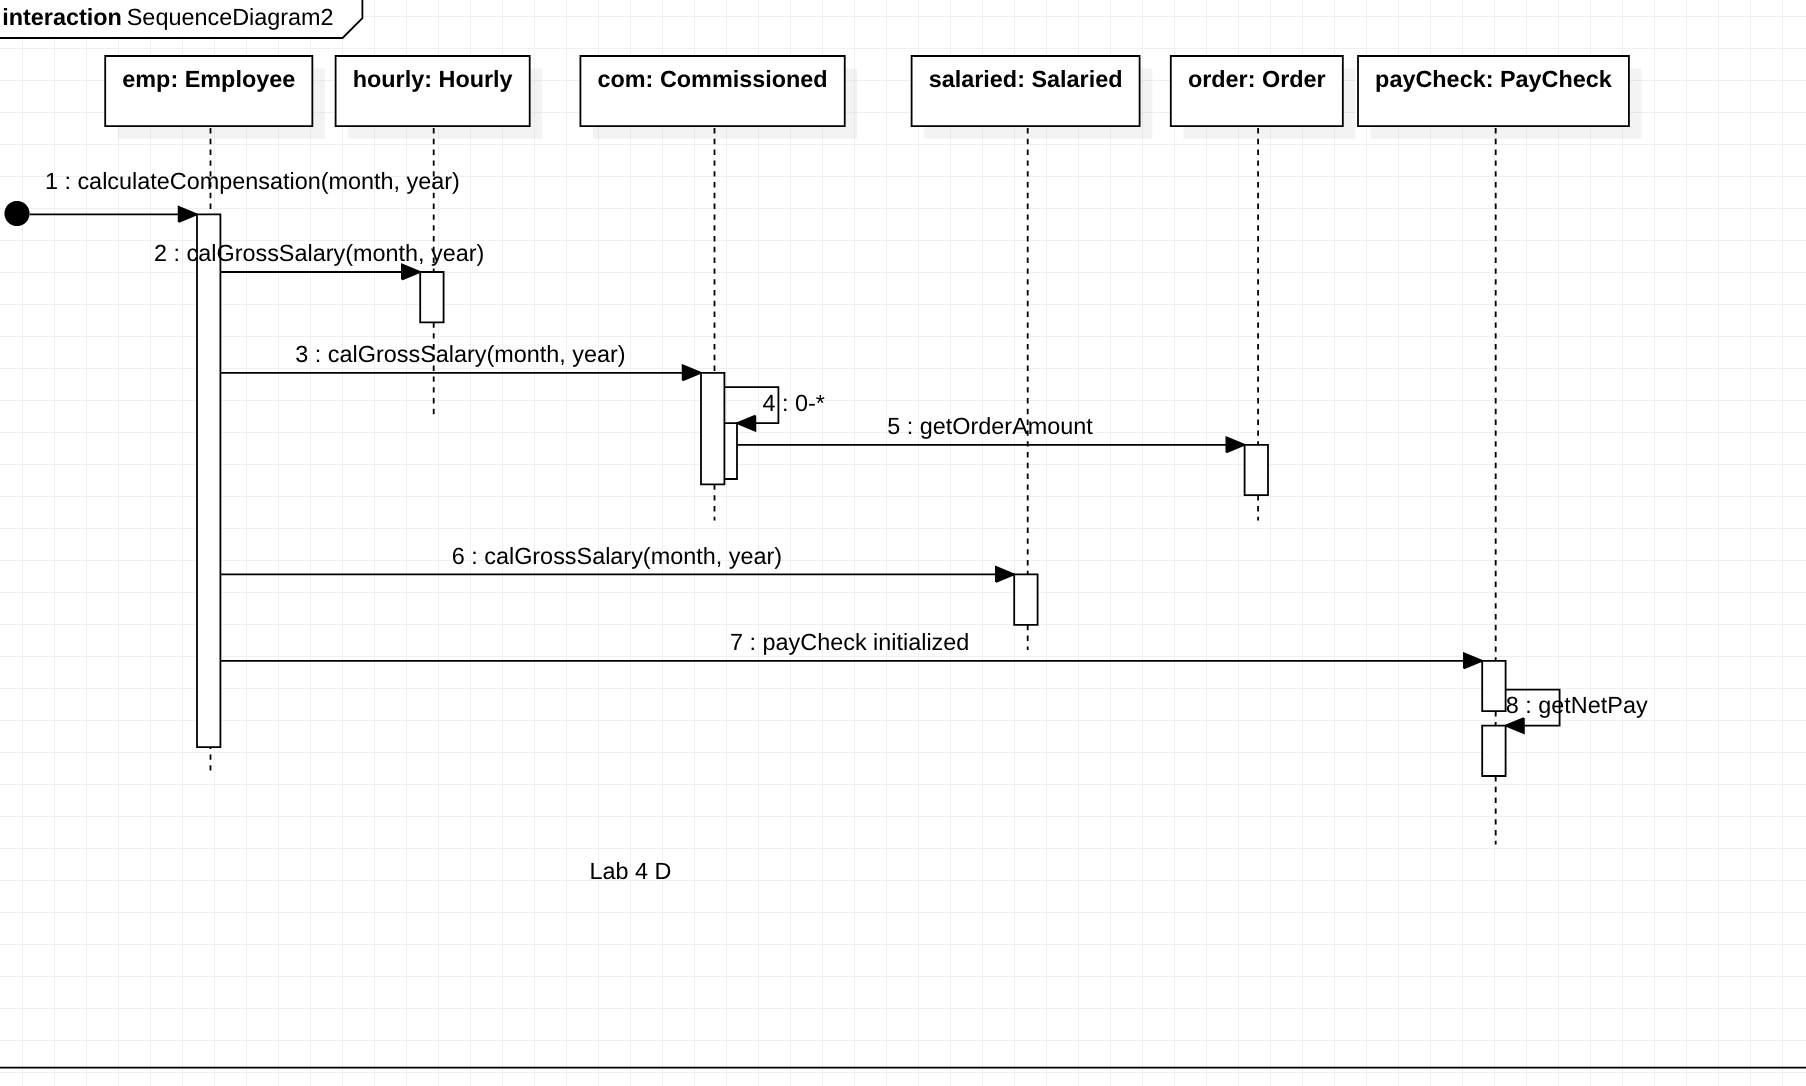 interaction SequenceDiagram2
emp: Employee
hourly: Hourly
com: Commissioned
salaried: Salaried
order: Order
payCheck: PayCheck
1 : calculateCompensation(month, year)
2 : calGrossSalary(month, year)
3 : calGrossSalary(month, year)
4 : 0-*
5 : getOrderAmount
6 : calGrossSalary(month, year)
7 : payCheck initialized
8 : getNetPay
Lab 4 D